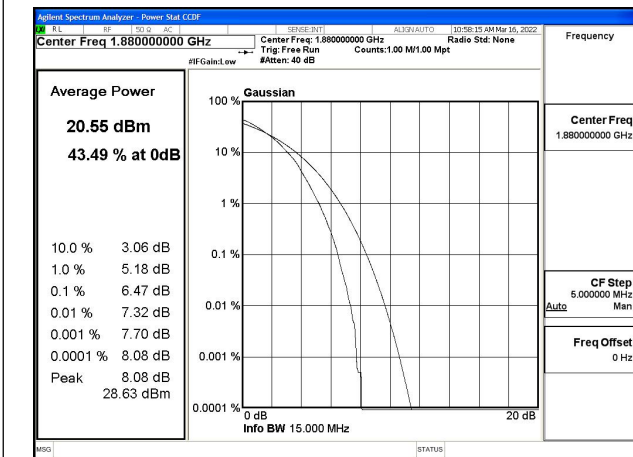 Agilent Spectrum Analyzer - Power Stat CCDF
RL RF 50 Ω AC SENSE:INT ALIGN AUTO 10:58:15 AM Mar 16, 2022
Center Freq 1.880000000 GHz
Center Freq: 1.880000000 GHz Radio Std: None
Trig: Free Run Counts:1.00 M/1.00 Mpt
#IFGain:Low #Atten: 40 dB
Frequency
Average Power
20.55 dBm
43.49 % at 0dB
10.0 % 3.06 dB
1.0 % 5.18 dB
0.1 % 6.47 dB
0.01 % 7.32 dB
0.001 % 7.70 dB
0.0001 % 8.08 dB
Peak 8.08 dB
28.63 dBm
Gaussian
100 %
10 %
1 %
0.1 %
0.01 %
0.001 %
0.0001 %
0 dB 20 dB
Info BW 15.000 MHz
Center Freq
1.880000000 GHz
CF Step
5.000000 MHz
Auto Man
Freq Offset
0 Hz
MSG STATUS